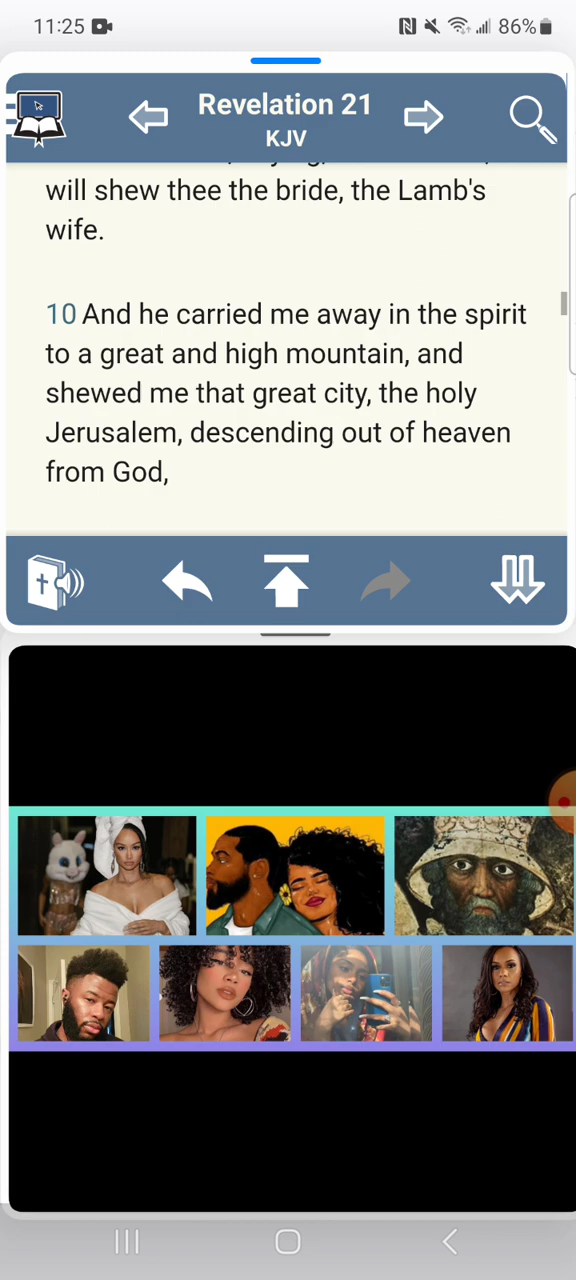 11:25 86%
Revelation 21
KJV
will shew thee the bride, the Lamb's
wife.
10 And he carried me away in the spirit
to a great and high mountain, and
shewed me that great city, the holy
Jerusalem, descending out of heaven
from God,